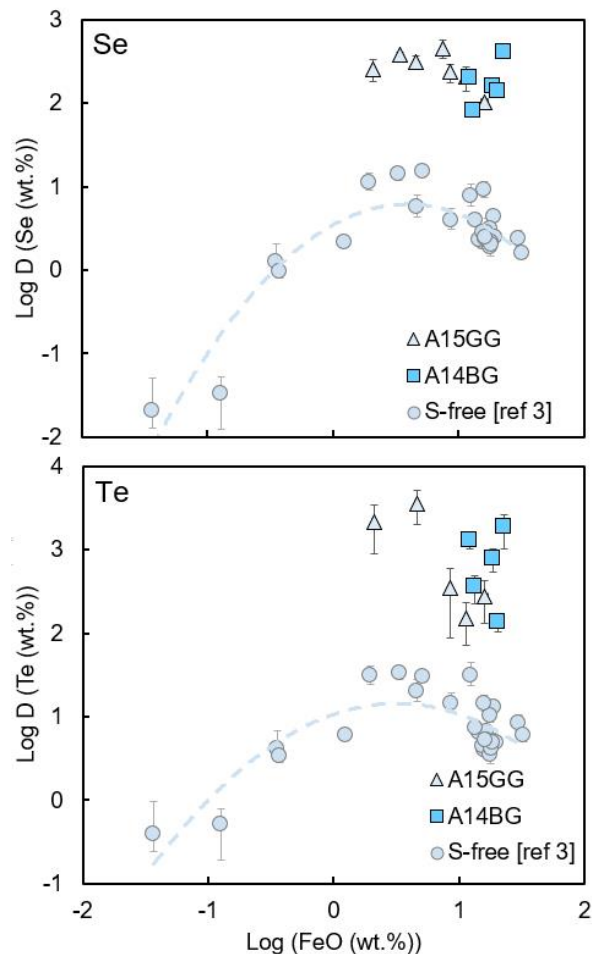 3
Se
2
1
0
-1
-2
Log D (Se (wt.%))
A15GG
A14BG
S-free [ref 3]
4
Te
3
2
1
0
-1
Log D (Te (wt.%))
A15GG
A14BG
S-free [ref 3]
-2
-1
0
1
2
Log (FeO (wt.%))